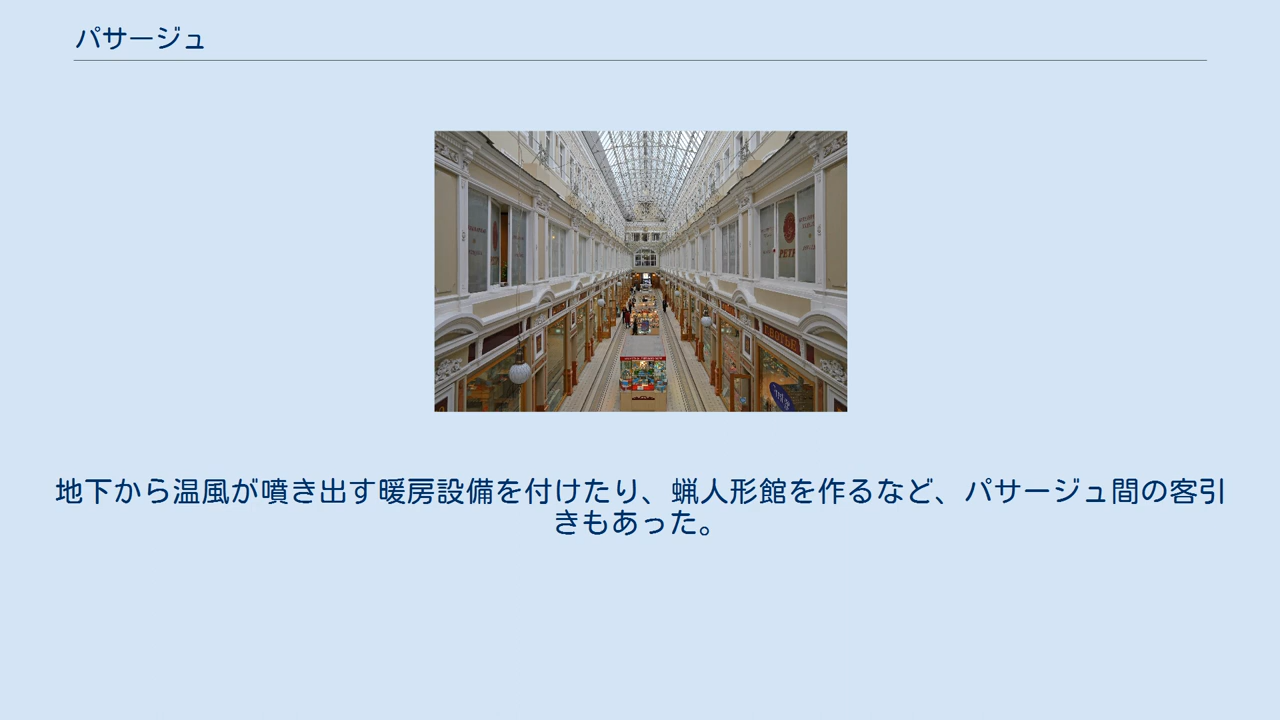 パサージュ
PETR
地下から温風が噴き出す暖房設備を付けたり、蝋人形館を作るなど、パサージュ間の客引
きもあった。